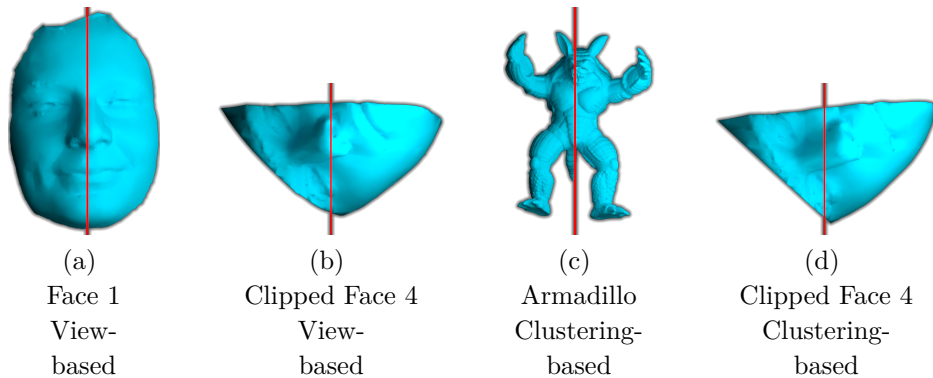 (a)
Face 1
View-
based
(b)
Clipped Face 4
View-
based
(c)
Armadillo
Clustering-
based
(d)
Clipped Face 4
Clustering-
based